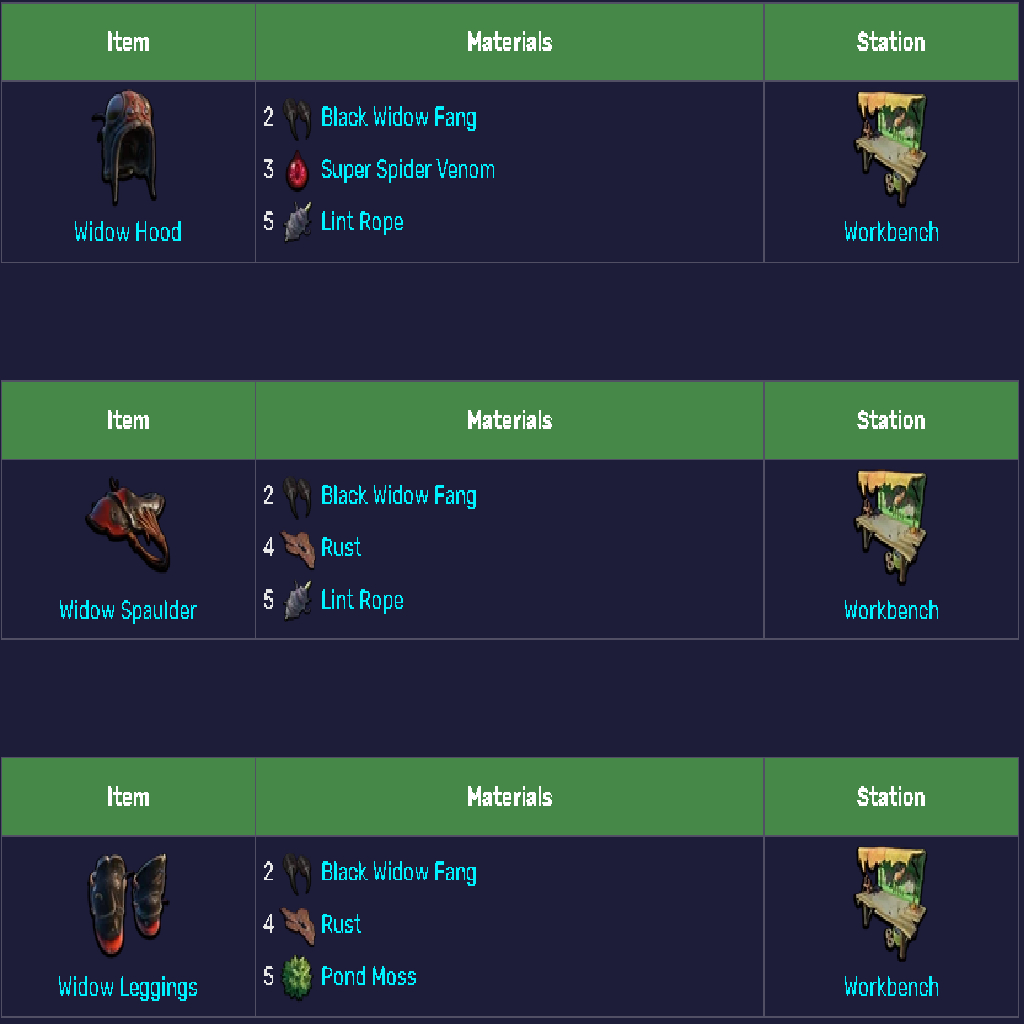 Item Materials Station
2 Black Widow Fang
3 Super Spider Venom
5 Lint Rope
Widow Hood Workbench
Item Materials Station
2 Black Widow Fang
4 Rust
5 Lint Rope
Widow Spaulder Workbench
Item Materials Station
2 Black Widow Fang
4 Rust
5 Pond Moss
Widow Leggings Workbench